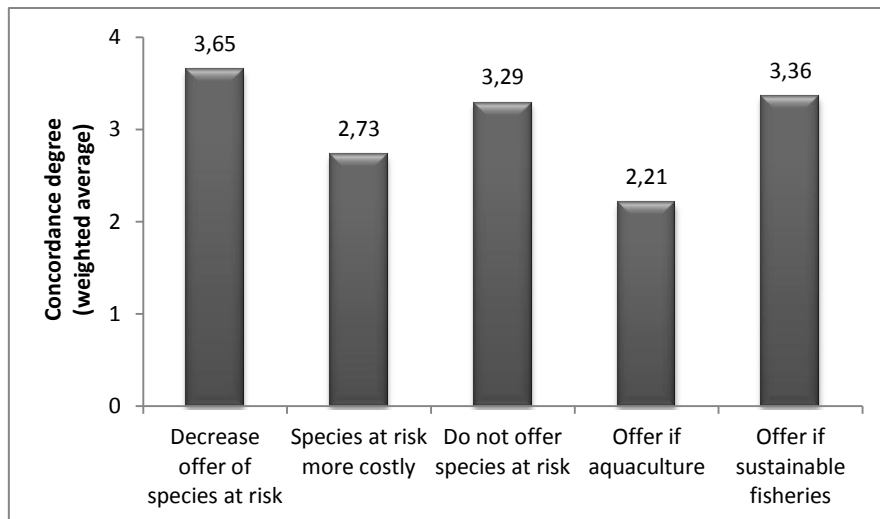 Concordance degree
(weighted average)
4
3
2
1
0
3,65
2,73
3,29
2,21
3,36
Decrease
offer of
species at risk
Species at risk
more costly
Do not offer
species at risk
Offer if
aquaculture
Offer if
sustainable
fisheries